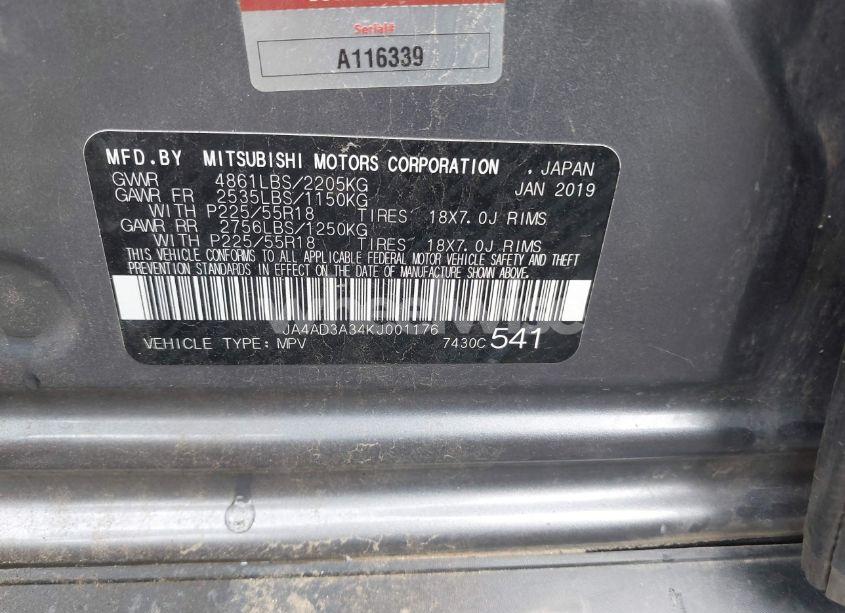 Serial#
A116339
MFD.BY MITSUBISHI MOTORS CORPORATION . JAPAN
GVWR 4861LBS/2205KG JAN 2019
GAWR FR 2535LBS/1150KG
WITH P225/55R18 TIRES 18X7.0J RIMS
GAWR RR 2756LBS/1250KG
WITH P225/55R18 TIRES 18X7.0J RIMS
THIS VEHICLE CONFORMS TO ALL APPLICABLE FEDERAL MOTOR VEHICLE SAFETY AND THEFT
PREVENTION STANDARDS IN EFFECT ON THE DATE OF MANUFACTURE SHOWN ABOVE.
JA4AD3A34KJ001176
VEHICLE TYPE: MPV 7430C 541